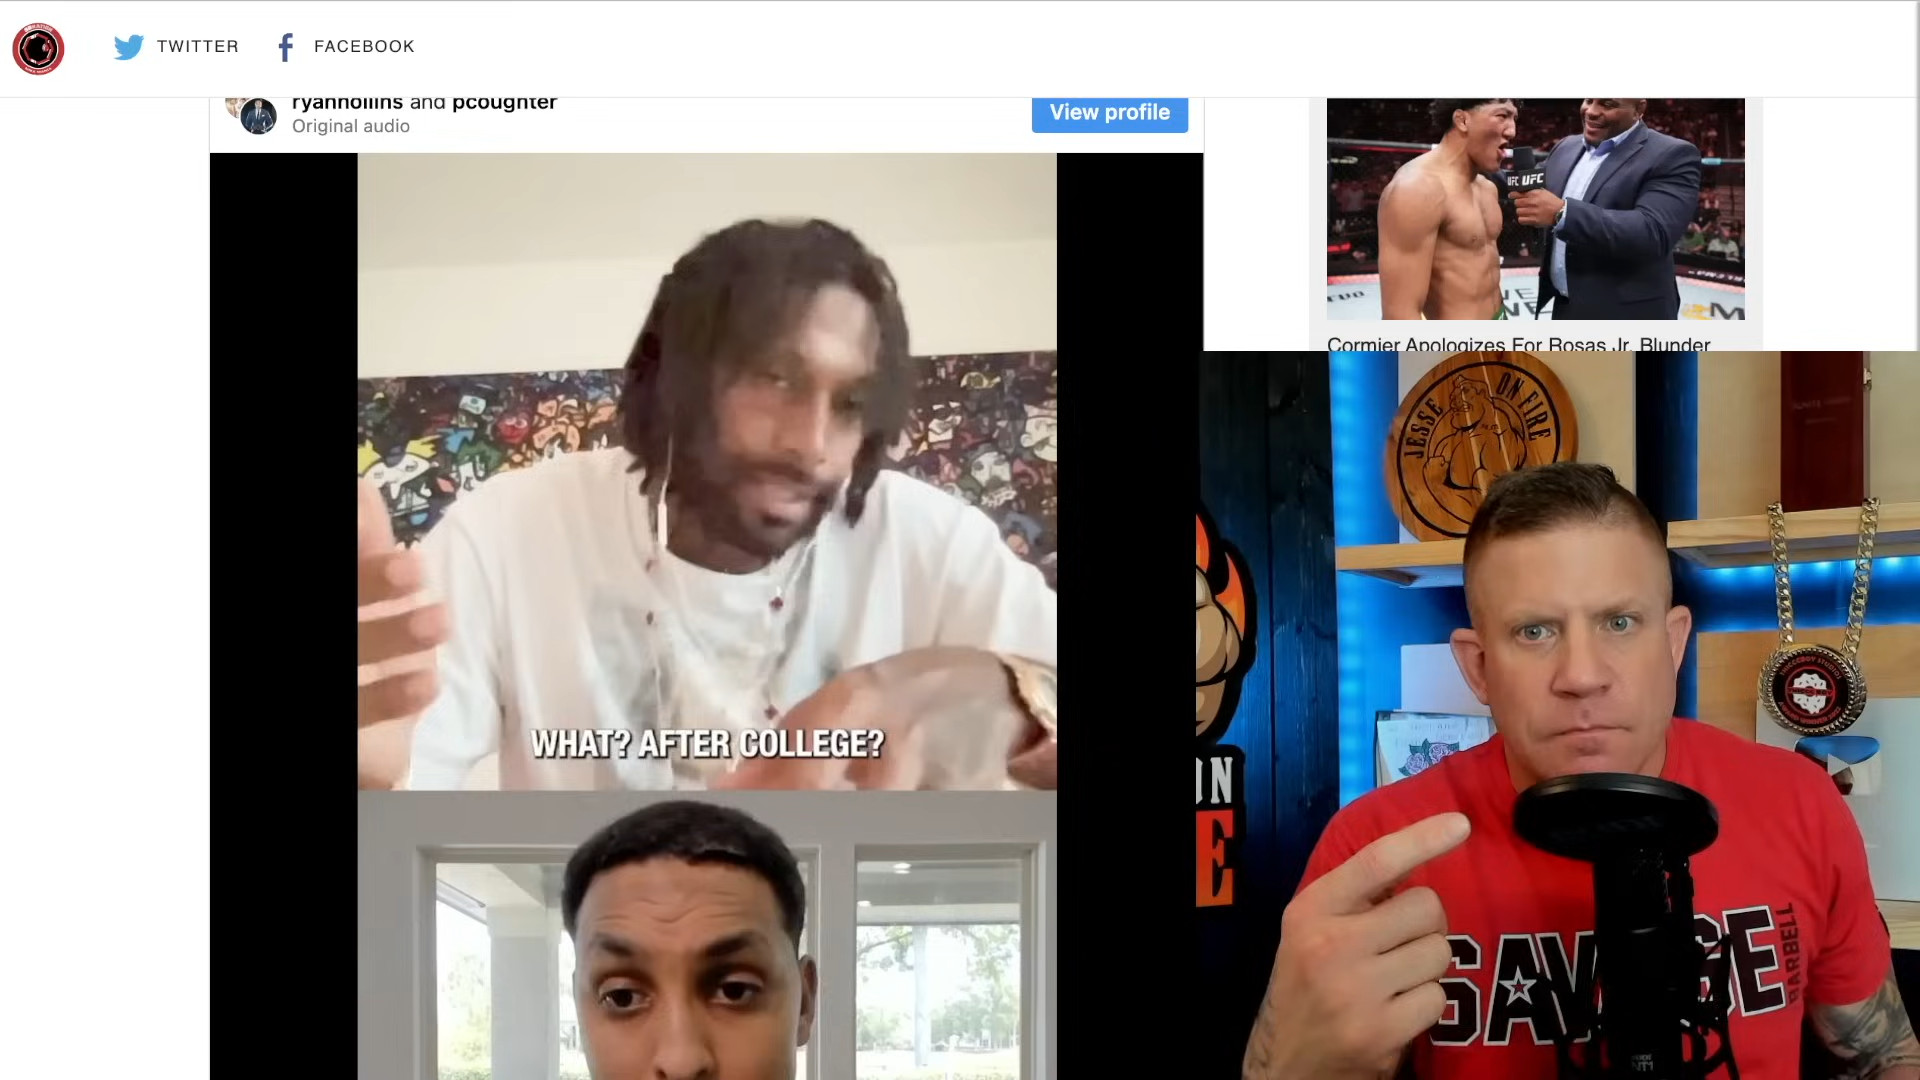 TWITTER
FACEBOOK
ryanhollins and pcoughter
Original audio
View profile
UFC UFC
Cormier Apologizes For Rosas Jr. Blunder
JESSE ON FIRE
WHAT? AFTER COLLEGE?
SAVAGE
BARBELL